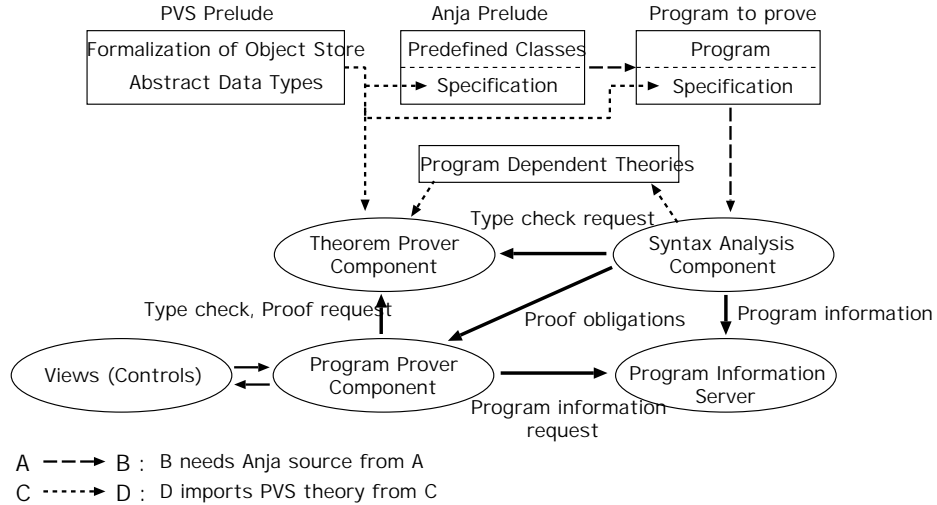 PVS Prelude
Anja Prelude
Program to prove
Formalization of Object Store
Abstract Data Types
Predefined Classes
Specification
Program
Specification
Program Dependent Theories
Type check request
Theorem Prover
Component
Syntax Analysis
Component
Type check, Proof request
Proof obligations
Program information
Views (Controls)
Program Prover
Component
Program Information
Server
Program information
request
A B : B needs Anja source from A
C D : D imports PVS theory from C